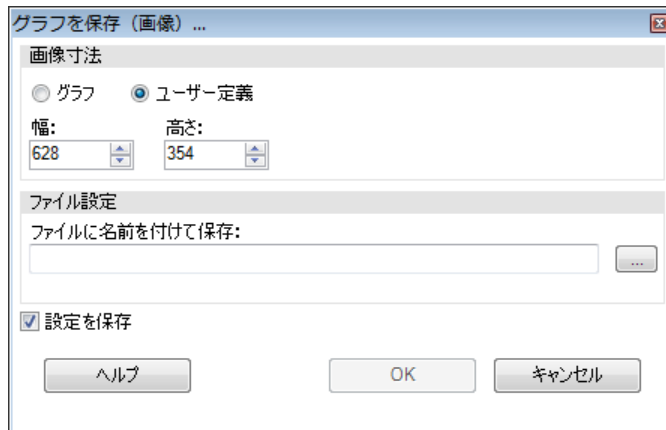 グラフを保存（画像）...
画像寸法
グラフ ユーザー定義
幅: 高さ:
628 354
ファイル設定
ファイルに名前を付けて保存:
...
設定を保存
ヘルプ OK キャンセル